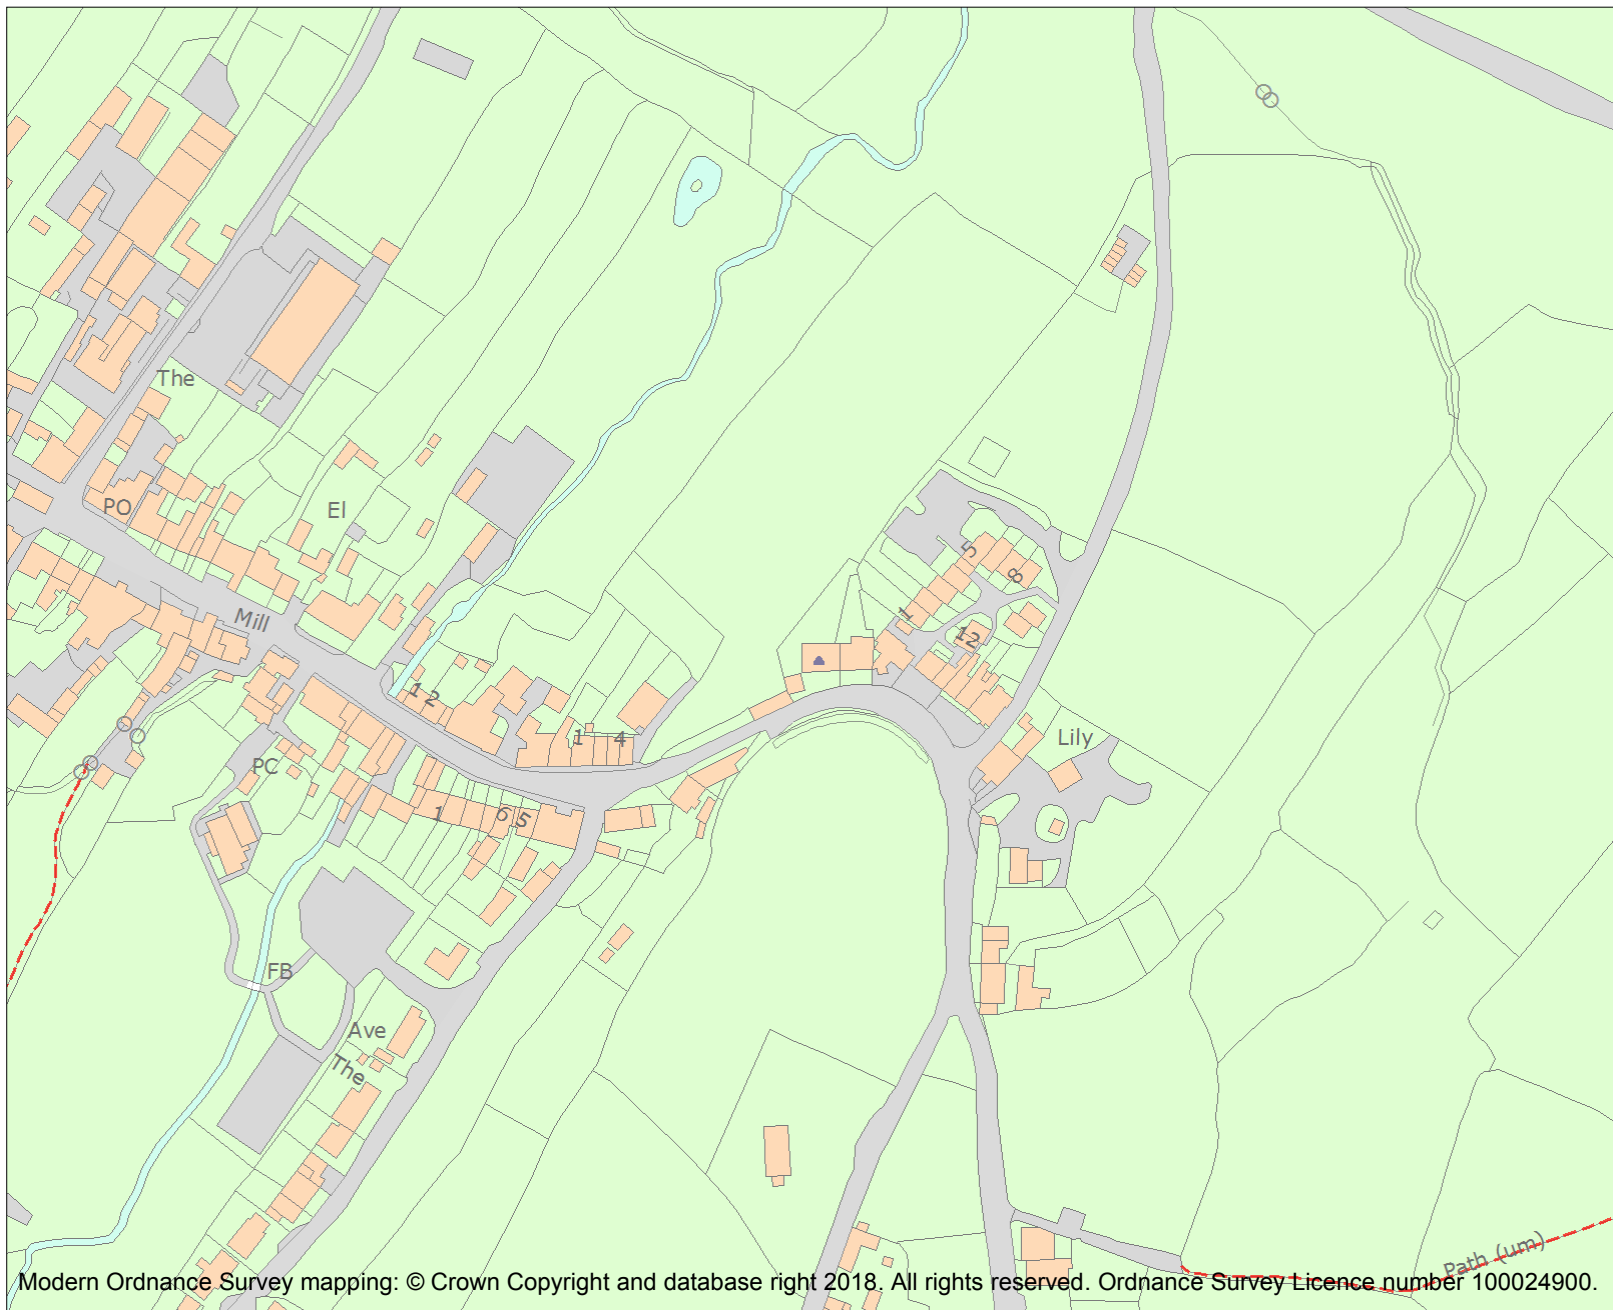 The
PO
El
5
8
1
Mill
12
1 2
1
4
Lily
PC
1
6
5
FB
Ave
The
Path (um)
Modern Ordnance Survey mapping: © Crown Copyright and database right 2018. All rights reserved. Ordnance Survey Licence number 100024900.